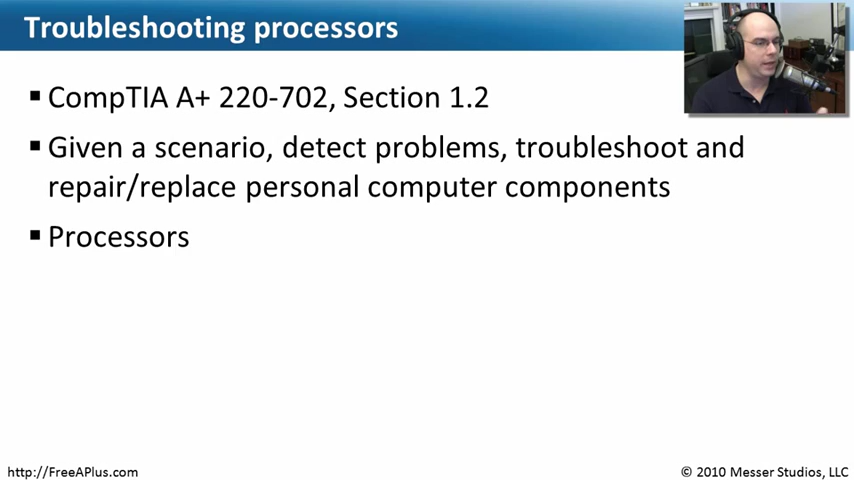 Troubleshooting processors
▪ CompTIA A+ 220-702, Section 1.2
▪ Given a scenario, detect problems, troubleshoot and
repair/replace personal computer components
▪ Processors
http://FreeAPlus.com
© 2010 Messer Studios, LLC